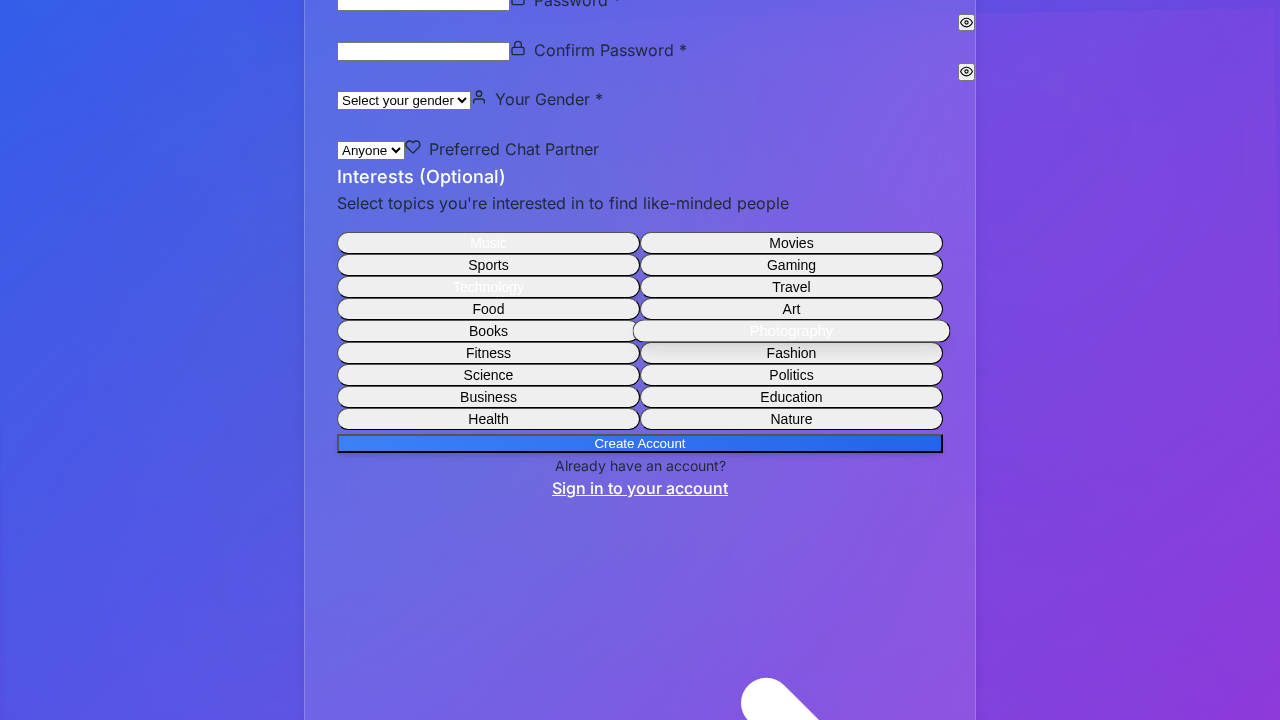 Password *
Confirm Password *
Select your gender Your Gender *
Anyone Preferred Chat Partner
Interests (Optional)
Select topics you're interested in to find like-minded people
Music Movies
Sports Gaming
Technology Travel
Food Art
Books Photography
Fitness Fashion
Science Politics
Business Education
Health Nature
Create Account
Already have an account?
Sign in to your account